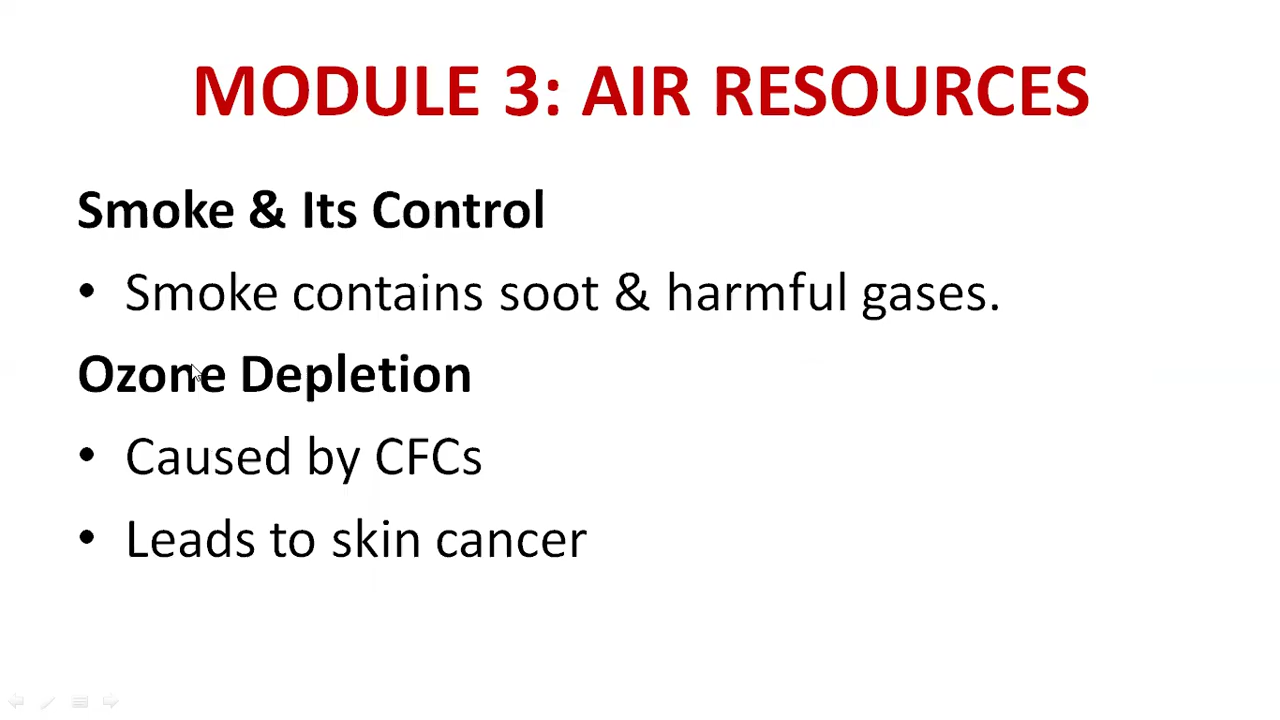 MODULE 3: AIR RESOURCES
Smoke & Its Control
• Smoke contains soot & harmful gases.
Ozone Depletion
• Caused by CFCs
• Leads to skin cancer